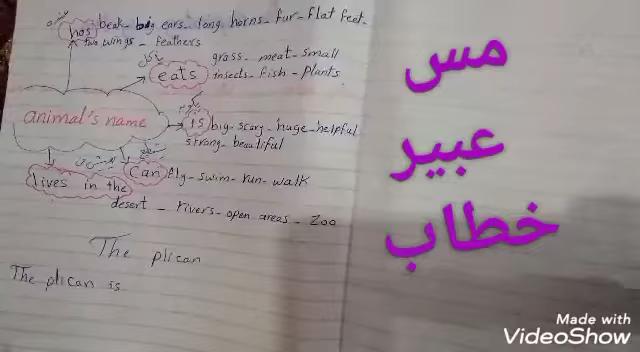 has beak - big ears - long horns - fur - flat feet -
two wings - feathers
eats grass - meat - small
insects - fish - plants
animal's name
is big - scary - huge - helpful
strong - beautiful
can fly - swim - run - walk
lives in the
desert - rivers - open areas - Zoo
The plican
The plican is
مس
عبير
خطاب
Made with
VideoShow